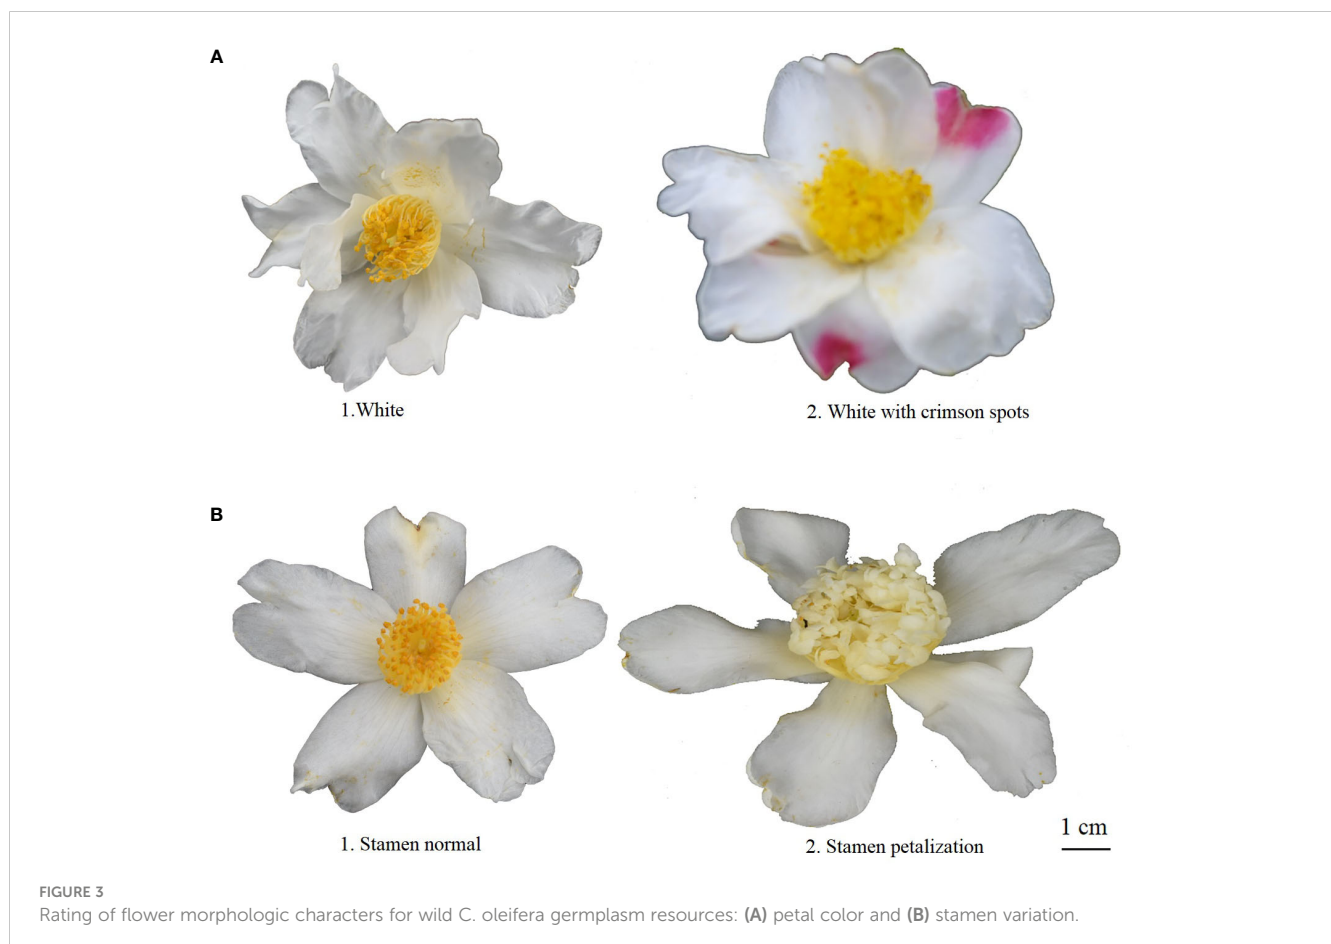 A
1.White
2. White with crimson spots
B
1. Stamen normal
2. Stamen petalization
1 cm
FIGURE 3
Rating of flower morphologic characters for wild C. oleifera germplasm resources: (A) petal color and (B) stamen variation.